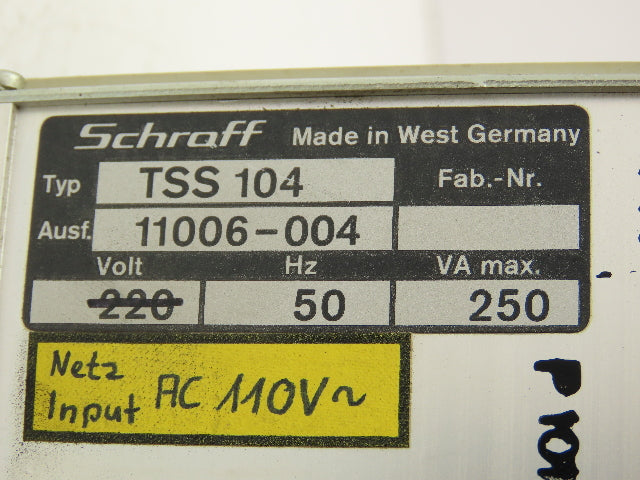 Schroff Made in West Germany
Typ TSS 104 Fab.-Nr.
Ausf. 11006-004
Volt Hz VA max.
220 50 250
Netz
Input AC 110V~